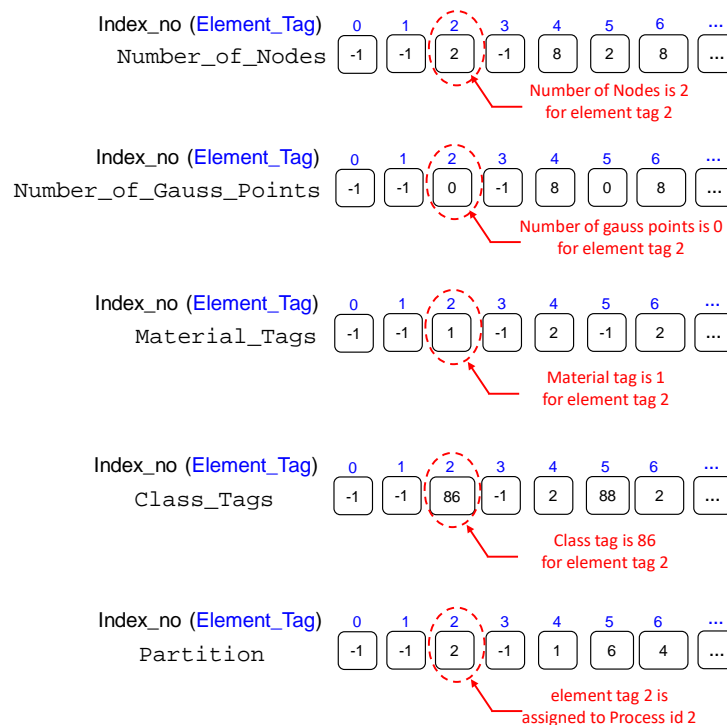 Index_no (Element_Tag) 0 1 2 3 4 5 6 ...
Number_of_Nodes -1 -1 2 -1 8 2 8 ...
Number of Nodes is 2
for element tag 2
Index_no (Element_Tag) 0 1 2 3 4 5 6 ...
Number_of_Gauss_Points -1 -1 0 -1 8 0 8 ...
Number of gauss points is 0
for element tag 2
Index_no (Element_Tag) 0 1 2 3 4 5 6 ...
Material_Tags -1 -1 1 -1 2 -1 2 ...
Material tag is 1
for element tag 2
Index_no (Element_Tag) 0 1 2 3 4 5 6 ...
Class_Tags -1 -1 86 -1 2 88 2 ...
Class tag is 86
for element tag 2
Index_no (Element_Tag) 0 1 2 3 4 5 6 ...
Partition -1 -1 2 -1 1 6 4 ...
element tag 2 is
assigned to Process id 2